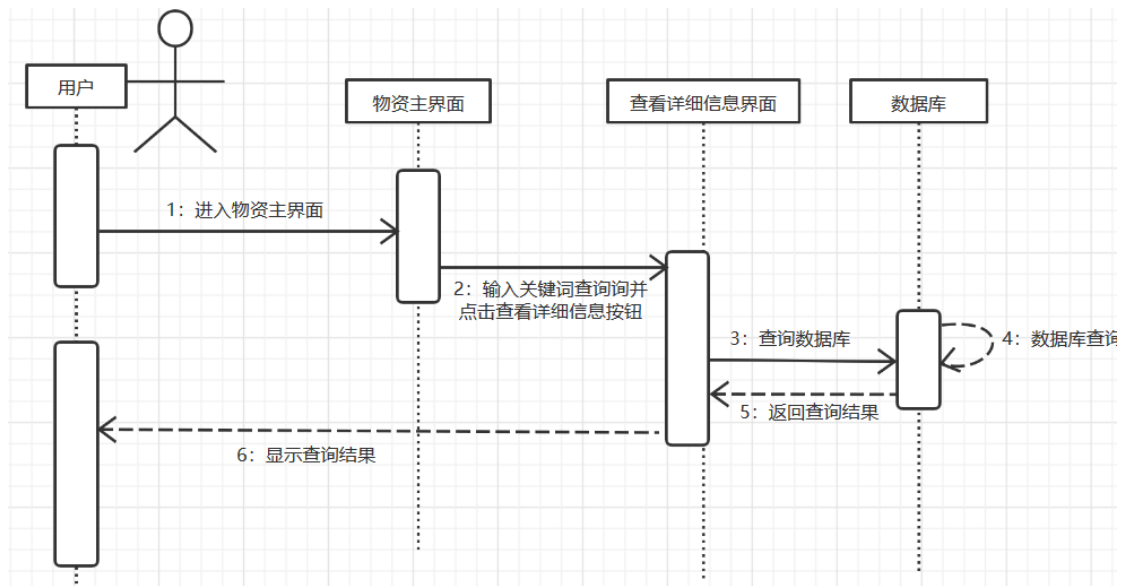 用户
物资主界面
查看详细信息界面
数据库
1：进入物资主界面
2：输入关键词查询询并
点击查看详细信息按钮
3：查询数据库
4：数据库查询
5：返回查询结果
6：显示查询结果